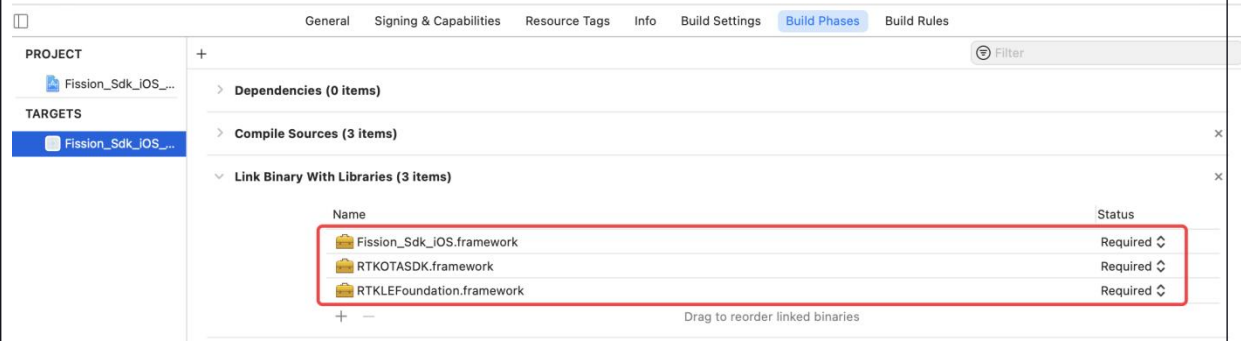 General Signing & Capabilities Resource Tags Info Build Settings Build Phases Build Rules
PROJECT
+
Filter
Fission_Sdk_iOS_...
Dependencies (0 items)
TARGETS
Compile Sources (3 items)
Fission_Sdk_iOS_...
Link Binary With Libraries (3 items)
Name Status
Fission_Sdk_iOS.framework Required
RTKOTASDK.framework Required
RTKLEFoundation.framework Required
+ − Drag to reorder linked binaries